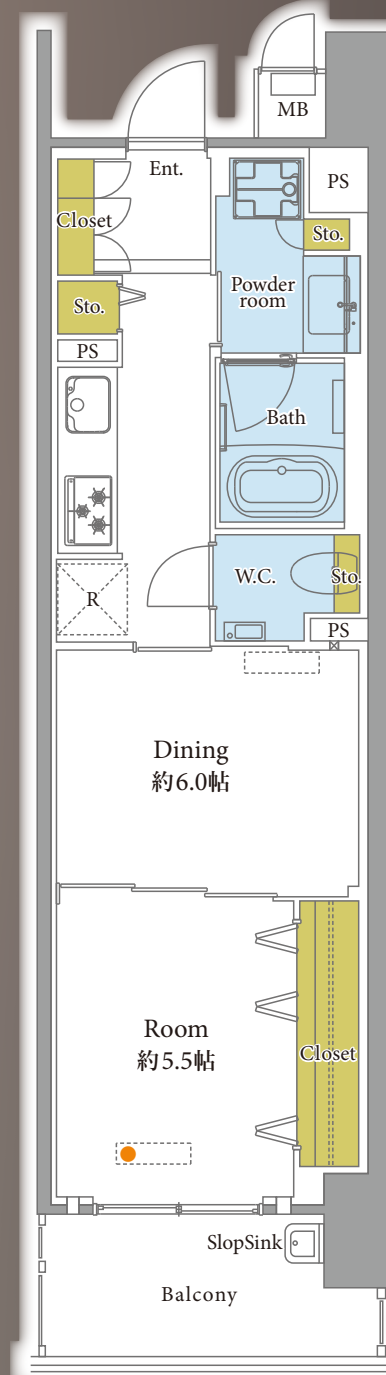 MB
Ent.
PS
Closet
Sto.
Powder
room
Sto.
PS
Bath
W.C.
Sto.
R
PS
Dining
約6.0帖
Room
約5.5帖
Closet
SlopSink
Balcony